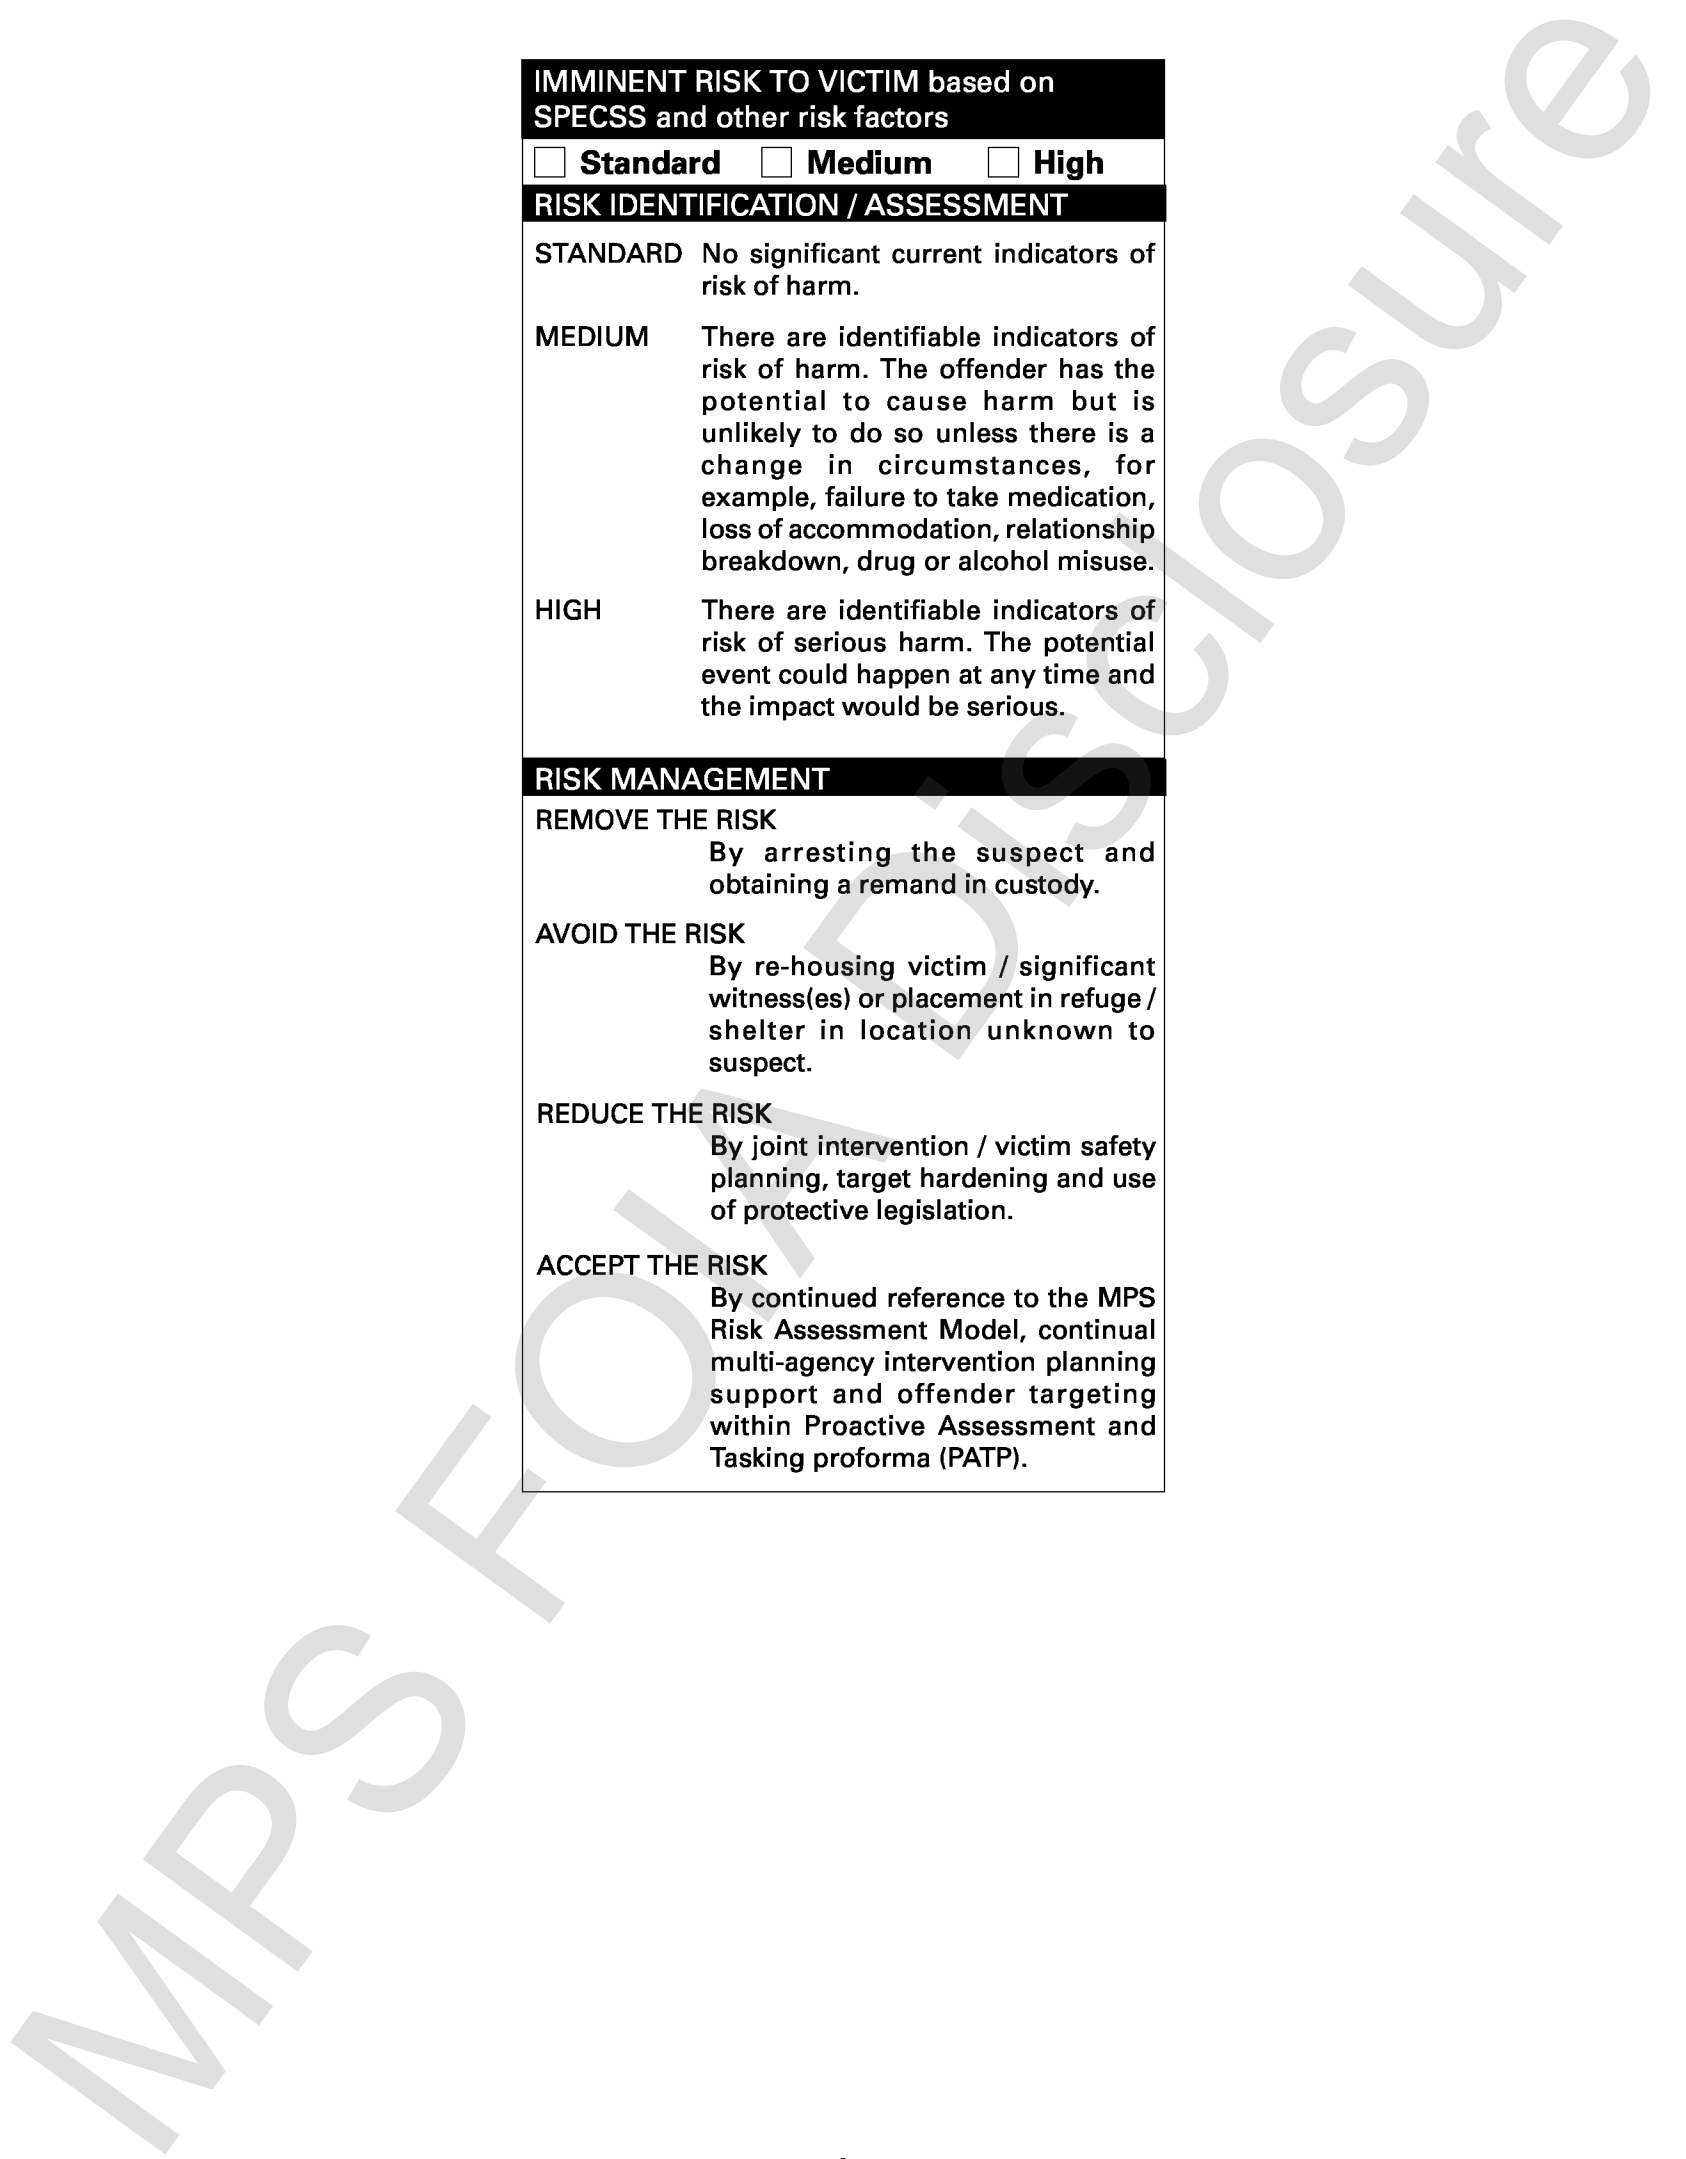 IMMINENT RISK TO VICTIM based on
SPECSS and other risk factors
Standard Medium High
RISK IDENTIFICATION / ASSESSMENT
STANDARD No significant current indicators of
risk of harm.
MEDIUM There are identifiable indicators of
risk of harm. The offender has the
potential to cause harm but is
unlikely to do so unless there is a
change in circumstances, for
example, failure to take medication,
loss of accommodation, relationship
breakdown, drug or alcohol misuse.
HIGH There are identifiable indicators of
risk of serious harm. The potential
event could happen at any time and
the impact would be serious.
RISK MANAGEMENT
REMOVE THE RISK
By arresting the suspect and
obtaining a remand in custody.
AVOID THE RISK
By re-housing victim / significant
witness(es) or placement in refuge /
shelter in location unknown to
suspect.
REDUCE THE RISK
By joint intervention / victim safety
planning, target hardening and use
of protective legislation.
ACCEPT THE RISK
By continued reference to the MPS
Risk Assessment Model, continual
multi-agency intervention planning
support and offender targeting
within Proactive Assessment and
Tasking proforma (PATP).
MPS FOIA Disclosure